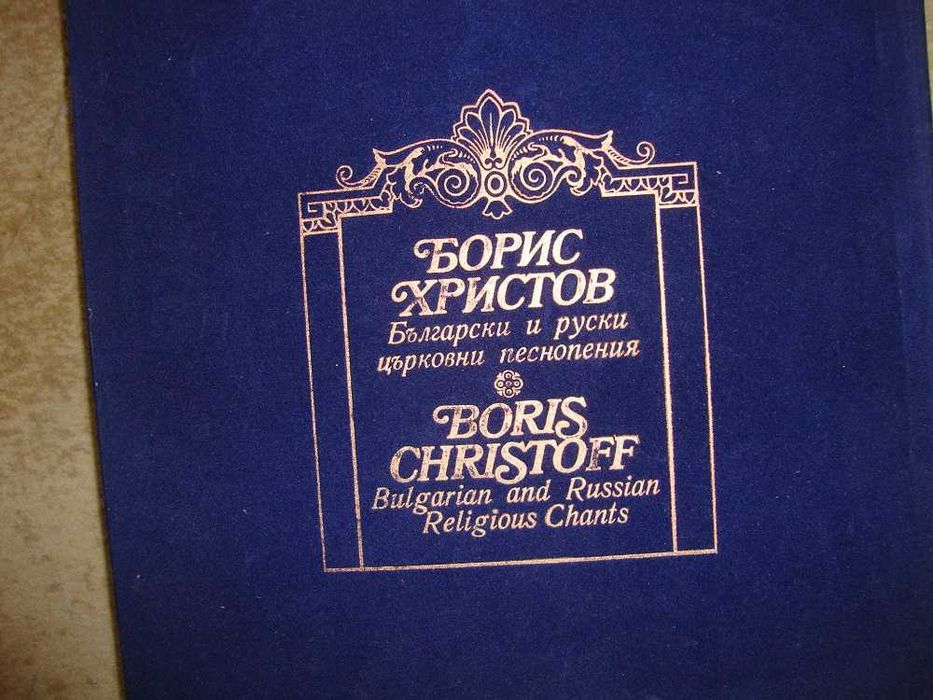 БОРИС
ХРИСТОВ
Български и руски
църковни песнопения
BORIS
CHRISTOFF
Bulgarian and Russian
Religious Chants